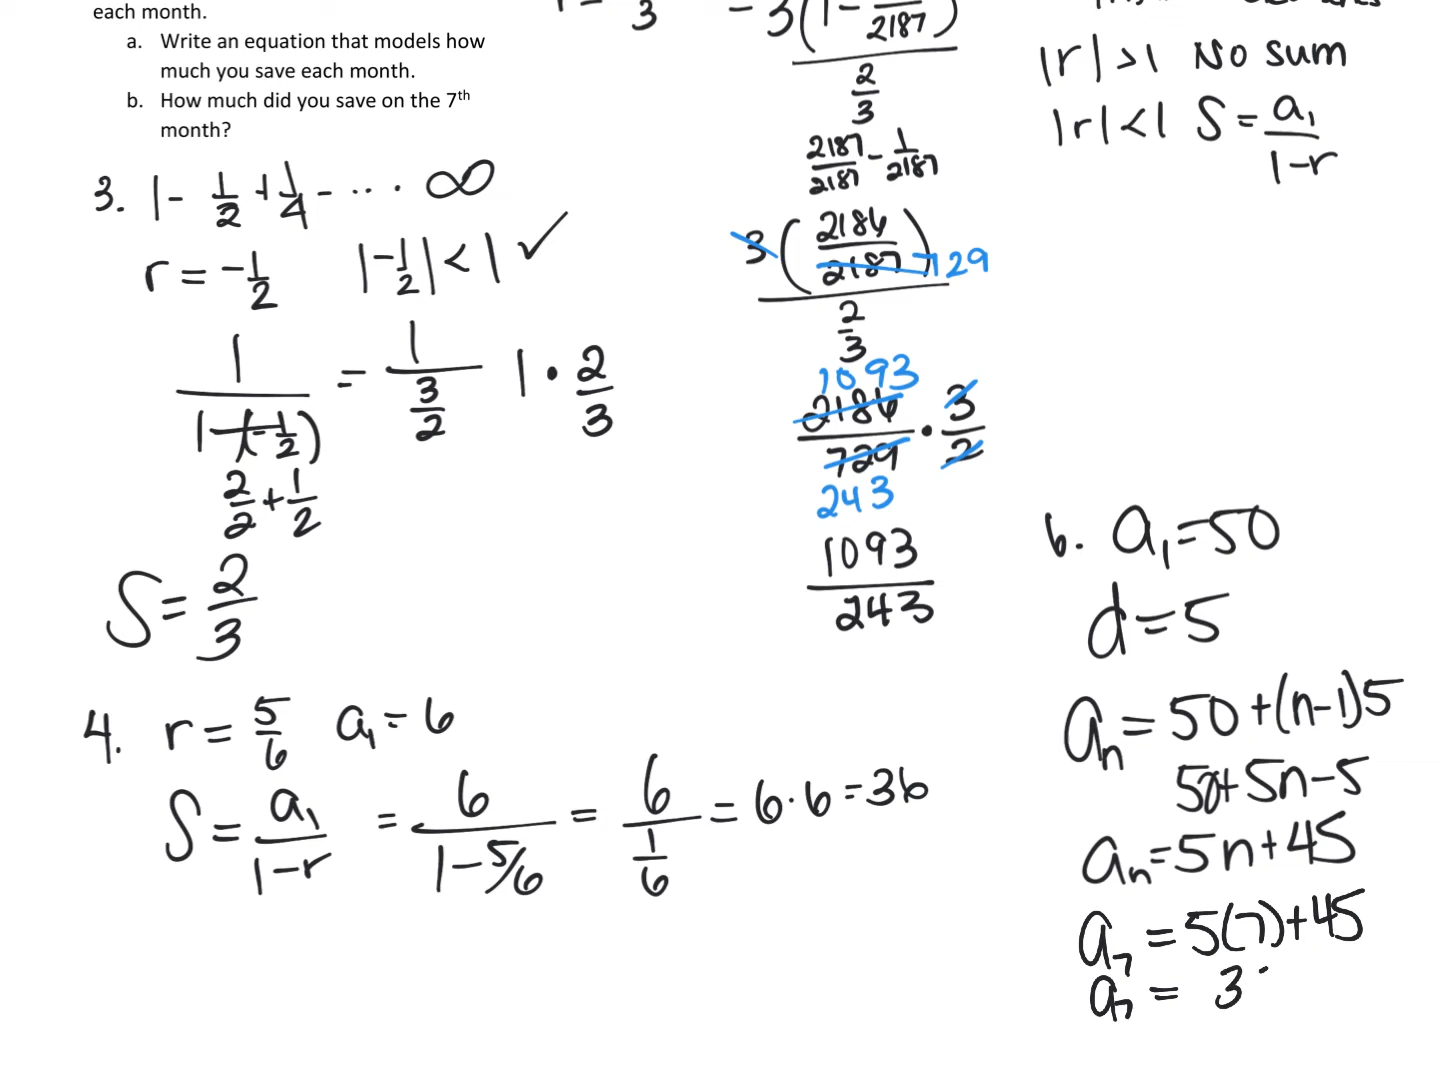 each month.
a. Write an equation that models how
much you save each month.
b. How much did you save on the 7th
month?
3. 1 - 1/2 + 1/4 - ... ∞
r = -1/2 |-1/2| < 1 ✓
1/(1-(-1/2)) = 1/(3/2) 1 · 2/3
2/2 + 1/2
S = 2/3
4. r = 5/6 a₁ = 6
S = a₁/(1-r) = 6/(1-5/6) = 6/(1/6) = 6·6 = 36
3
= 3(1 - /2187)
2/3
2187/2187 - 1/2187
3(2186/2187) 729
2/3
1093
2186/729 · 3/2
243
1093/243
|r|>1 No sum
|r|<1 S = a₁/(1-r)
6. a₁=50
d=5
aₙ = 50+(n-1)5
50+5n-5
aₙ=5n+45
a₇ = 5(7)+45
a₇ = 3